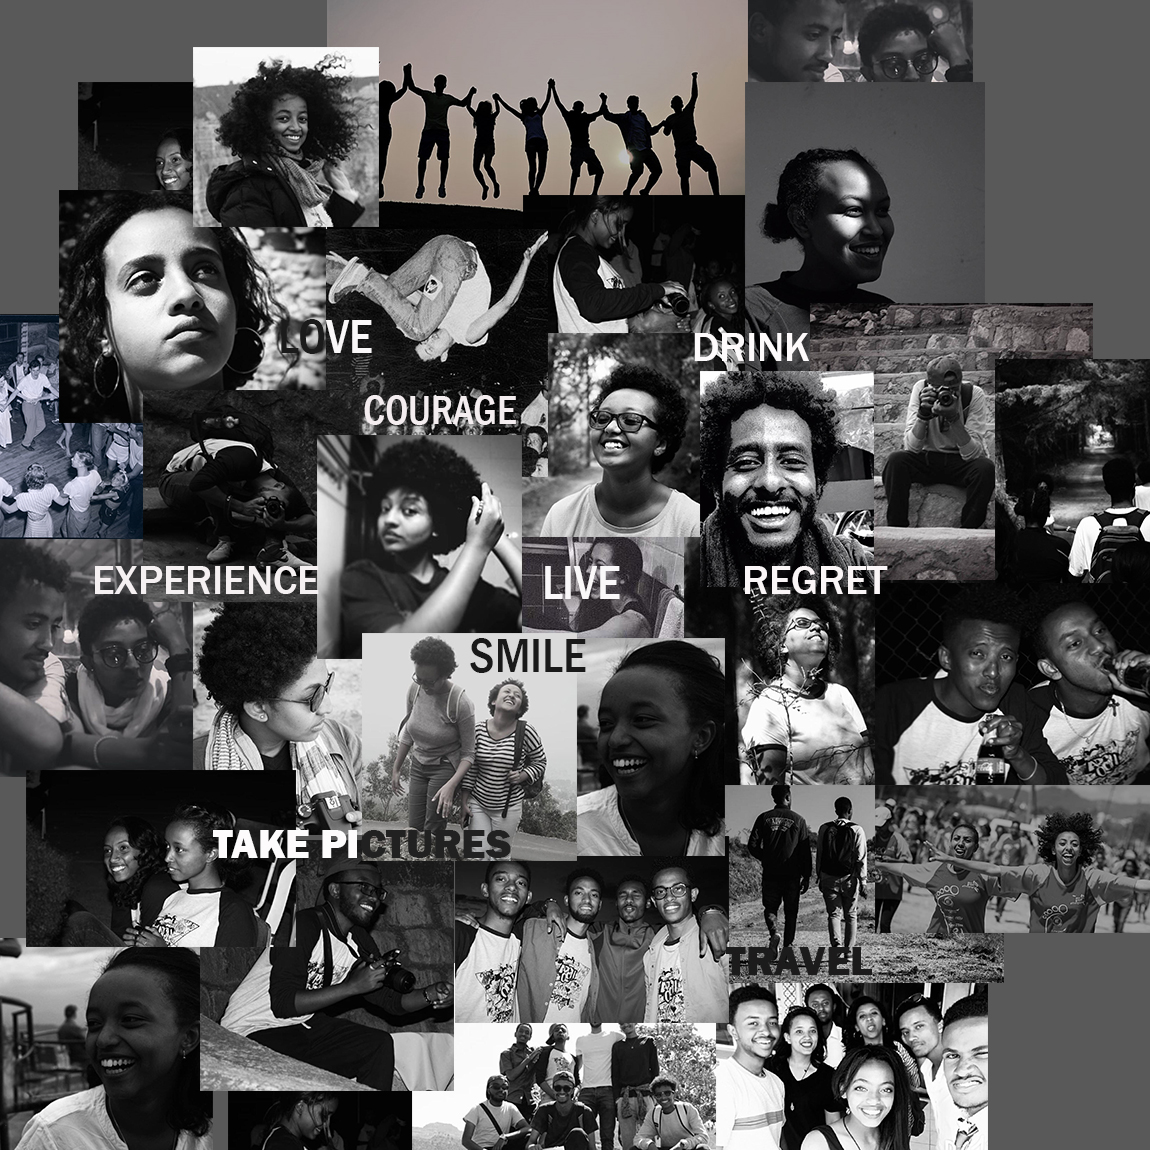 LOVE
DRINK
COURAGE
EXPERIENCE
LIVE
REGRET
SMILE
TAKE PICTURES
TRAVEL